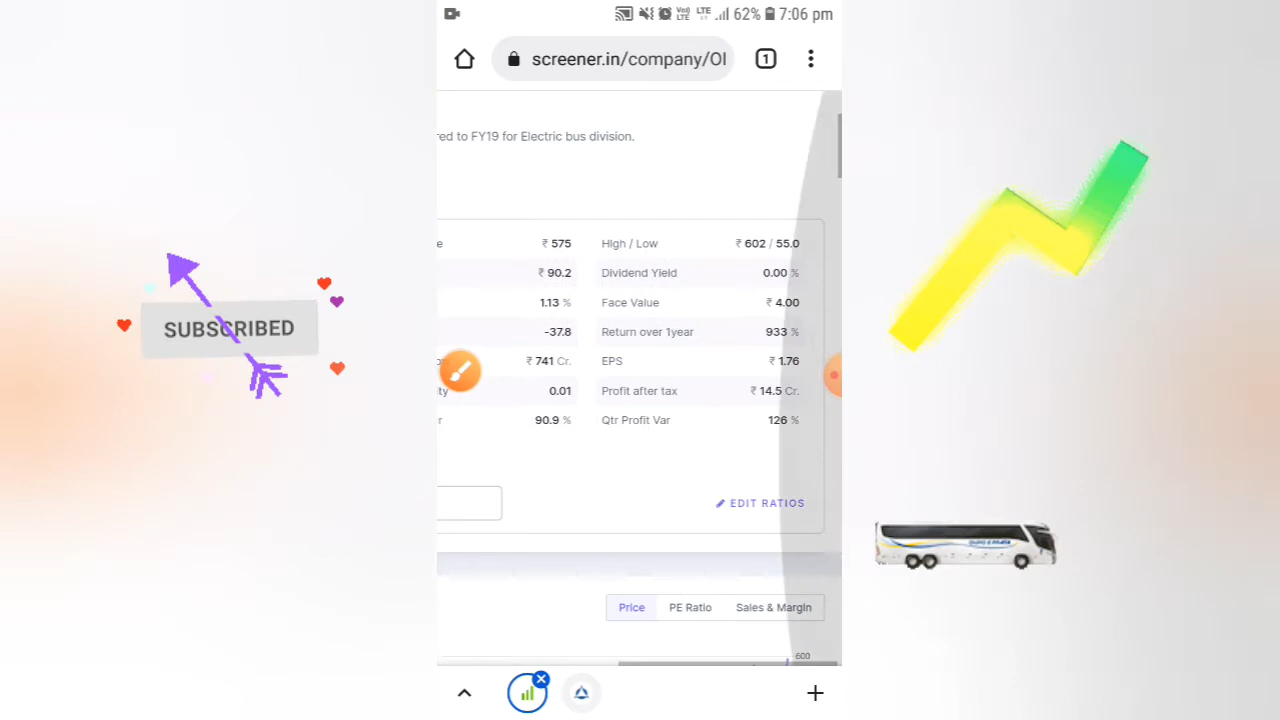 62% 7:06 pm
screener.in/company/Ol
1
red to FY19 for Electric bus division.
e ₹ 575 High / Low ₹ 602 / 55.0
₹ 90.2 Dividend Yield 0.00 %
1.13 % Face Value ₹ 4.00
-37.8 Return over 1year 933 %
₹ 741 Cr. EPS ₹ 1.76
ty 0.01 Profit after tax ₹ 14.5 Cr.
r 90.9 % Qtr Profit Var 126 %
EDIT RATIOS
Price PE Ratio Sales & Margin
600
SUBSCRIBED